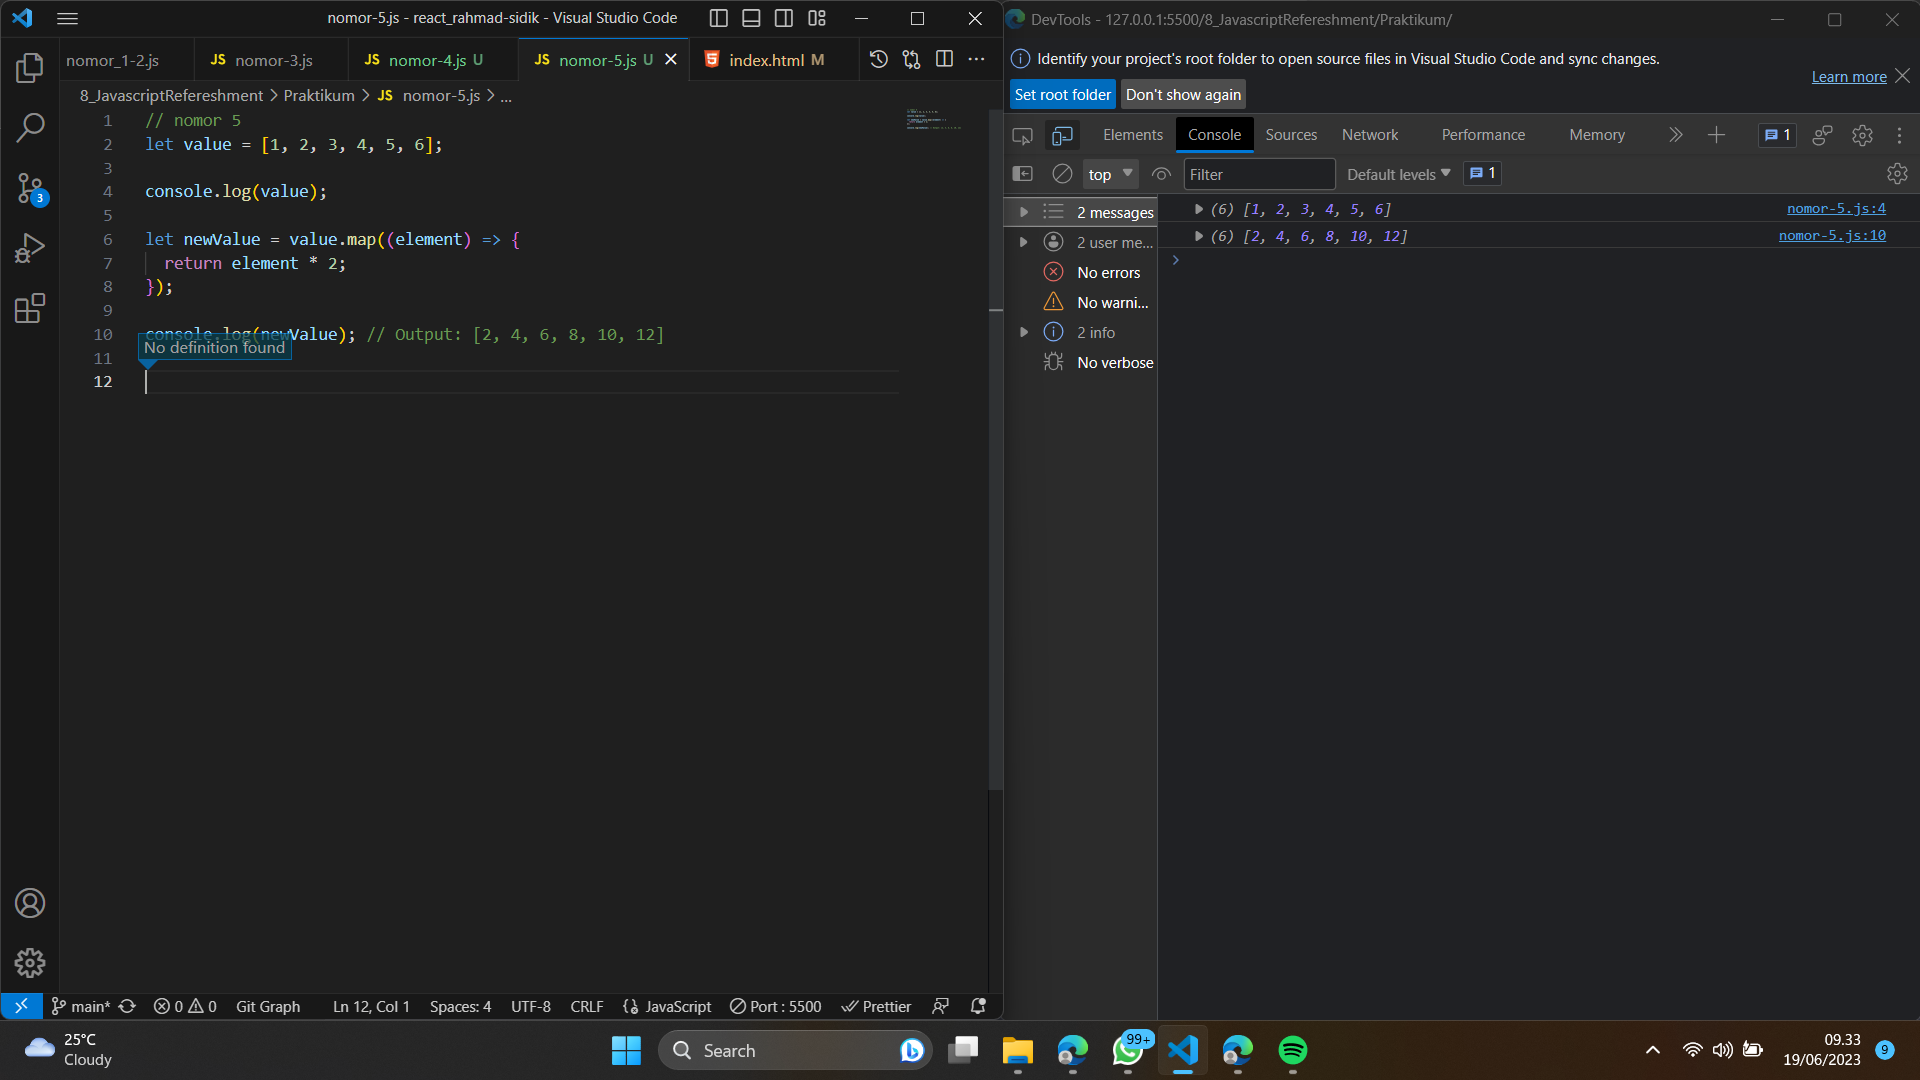 nomor-5.js - react_rahmad-sidik - Visual Studio Code
nomor_1-2.js
JS nomor-3.js
JS nomor-4.js U
JS nomor-5.js U
index.html M
8_JavascriptRefereshment > Praktikum > JS nomor-5.js > ...
1 // nomor 5
2 let value = [1, 2, 3, 4, 5, 6];
3
4 console.log(value);
5
6 let newValue = value.map((element) => {
7 return element * 2;
8 });
9
10 console.log(newValue); // Output: [2, 4, 6, 8, 10, 12]
No definition found
11
12
3
main*
0 0
Git Graph
Ln 12, Col 1
Spaces: 4
UTF-8
CRLF
JavaScript
Port : 5500
Prettier
DevTools - 127.0.0.1:5500/8_JavascriptRefereshment/Praktikum/
Identify your project's root folder to open source files in Visual Studio Code and sync changes.
Learn more
Set root folder
Don't show again
Elements
Console
Sources
Network
Performance
Memory
1
top
Filter
Default levels
1
2 messages
2 user me...
No errors
No warni...
2 info
No verbose
(6) [1, 2, 3, 4, 5, 6]
nomor-5.js:4
(6) [2, 4, 6, 8, 10, 12]
nomor-5.js:10
25°C
Cloudy
Search
99+
09.33
19/06/2023
9